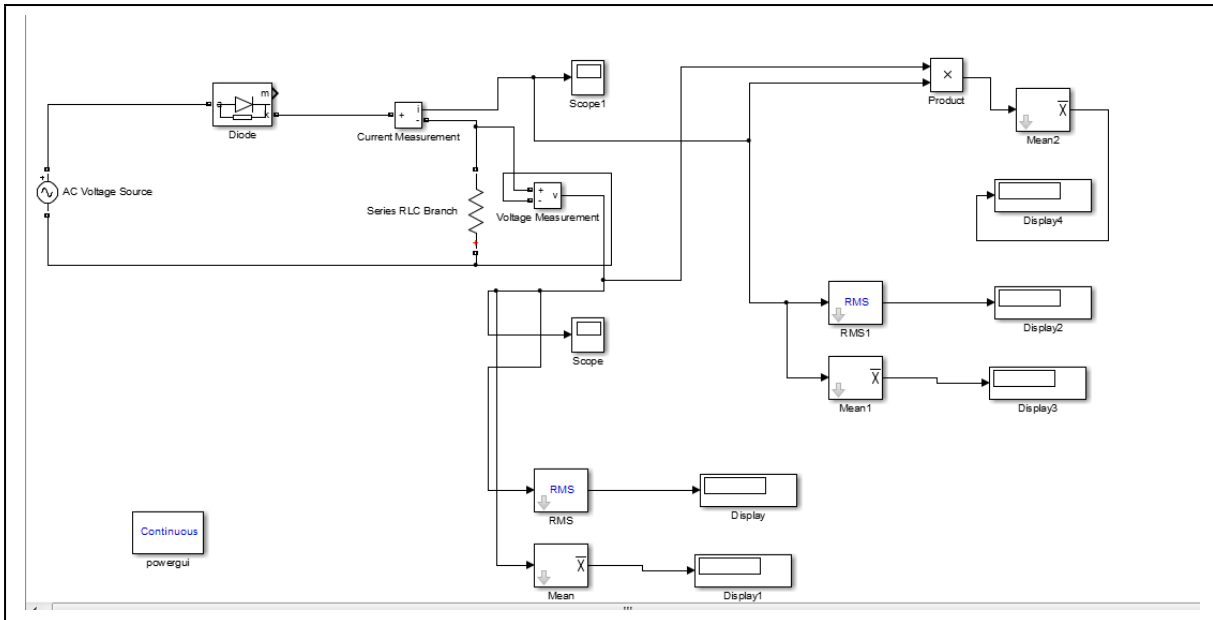 m
a
k
Diode
AC Voltage Source
+
i
-
Current Measurement
Scope1
Series RLC Branch
+
-
v
Voltage Measurement
×
Product
X
Mean2
Display4
RMS
RMS1
Display2
X
Mean1
Display3
Scope
RMS
RMS
Display
X
Mean
Display1
Continuous
powergui